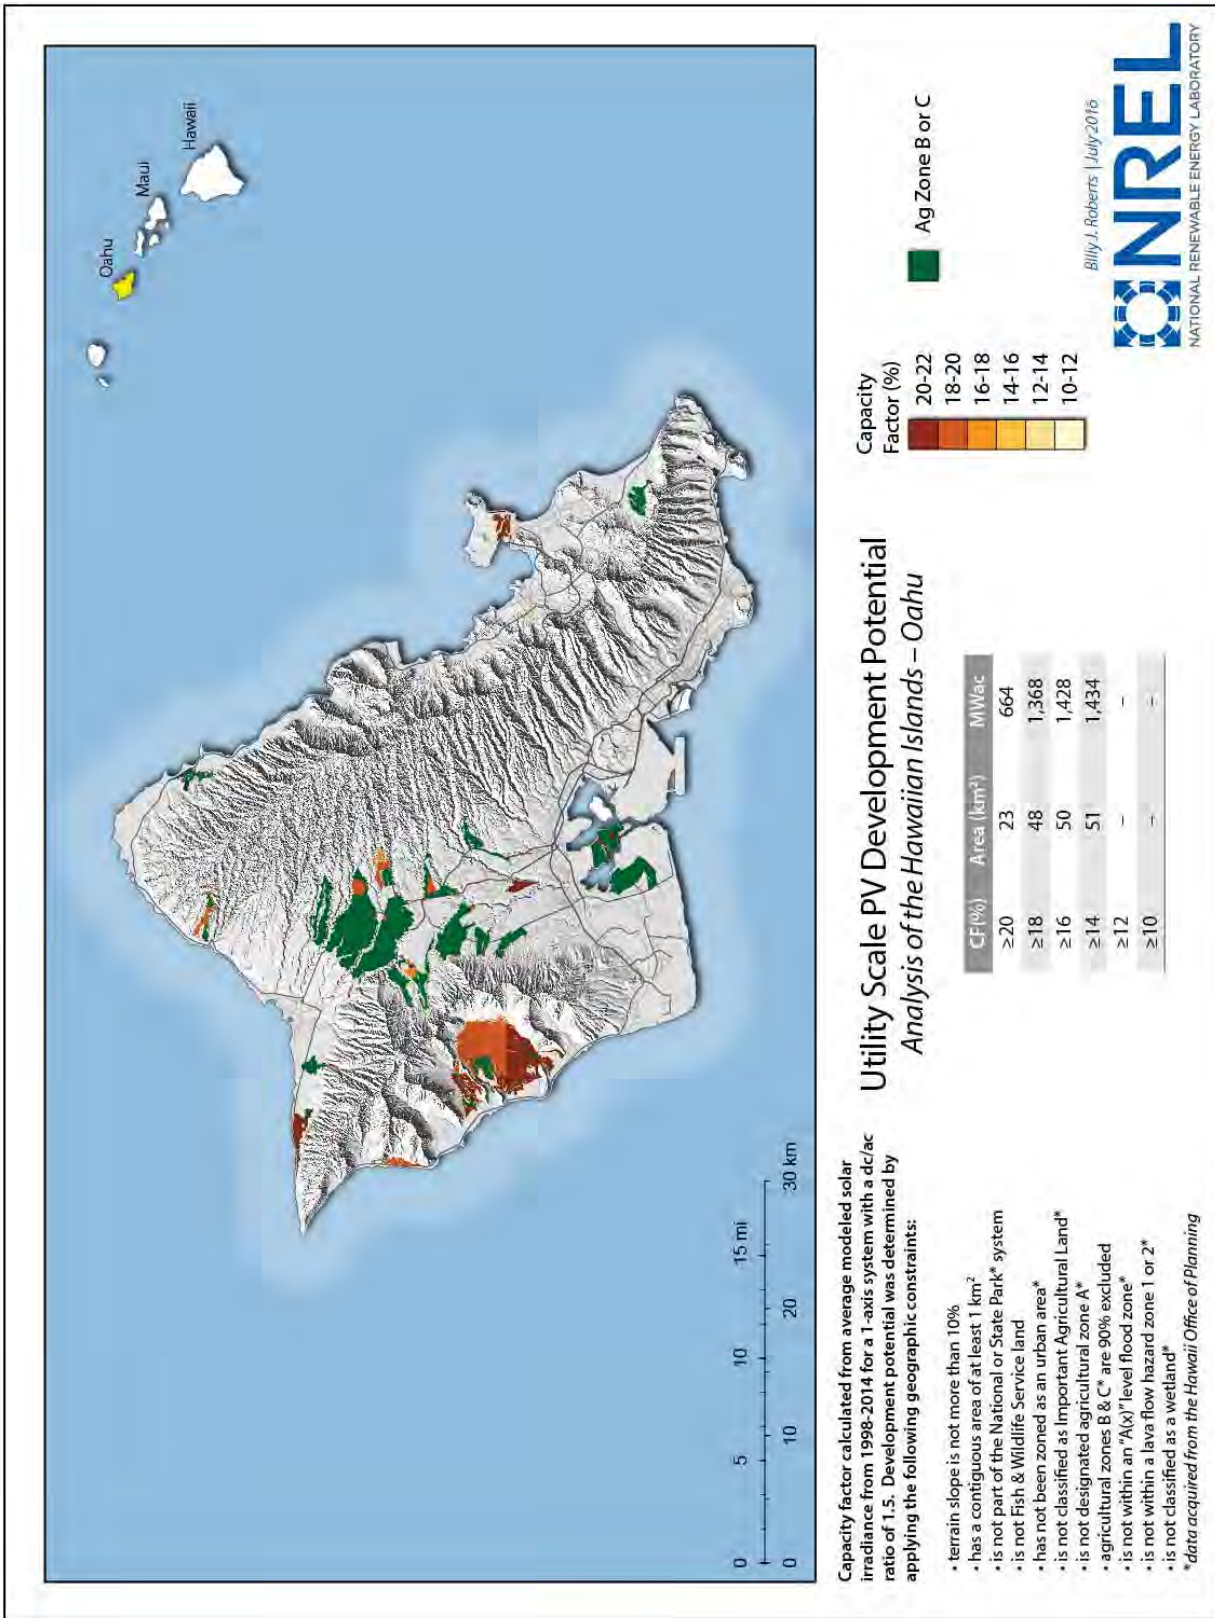 Oahu
Maui
Hawaii
0 5 10 15 mi
0 10 20 30 km
Capacity factor calculated from average modeled solar
irradiance from 1998-2014 for a 1-axis system with a dc/ac
ratio of 1.5. Development potential was determined by
applying the following geographic constraints:
• terrain slope is not more than 10%
• has a contiguous area of at least 1 km²
• is not part of the National or State Park* system
• is not Fish & Wildlife Service land
• has not been zoned as an urban area*
• is not classified as Important Agricultural Land*
• is not designated agricultural zone A*
• agricultural zones B & C* are 90% excluded
• is not within an "A(x)" level flood zone*
• is not within a lava flow hazard zone 1 or 2*
• is not classified as a wetland*
*data acquired from the Hawaii Office of Planning
Utility Scale PV Development Potential
Analysis of the Hawaiian Islands – Oahu
CF(%) Area (km²) MWac
≥20 23 664
≥18 48 1,368
≥16 50 1,428
≥14 51 1,434
≥12 – –
≥10 – –
Capacity
Factor (%)
20-22
18-20
16-18
14-16
12-14
10-12
Ag Zone B or C
Billy J. Roberts | July 2016
NREL
NATIONAL RENEWABLE ENERGY LABORATORY